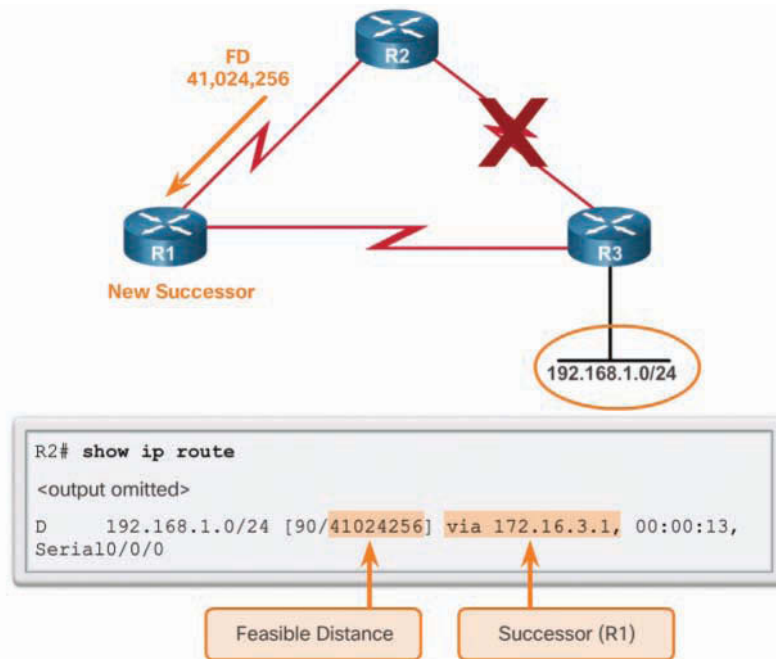 R2
FD
41,024,256
R1
R3
New Successor
192.168.1.0/24
R2# show ip route
<output omitted>
D 192.168.1.0/24 [90/41024256] via 172.16.3.1, 00:00:13,
Serial0/0/0
Feasible Distance
Successor (R1)